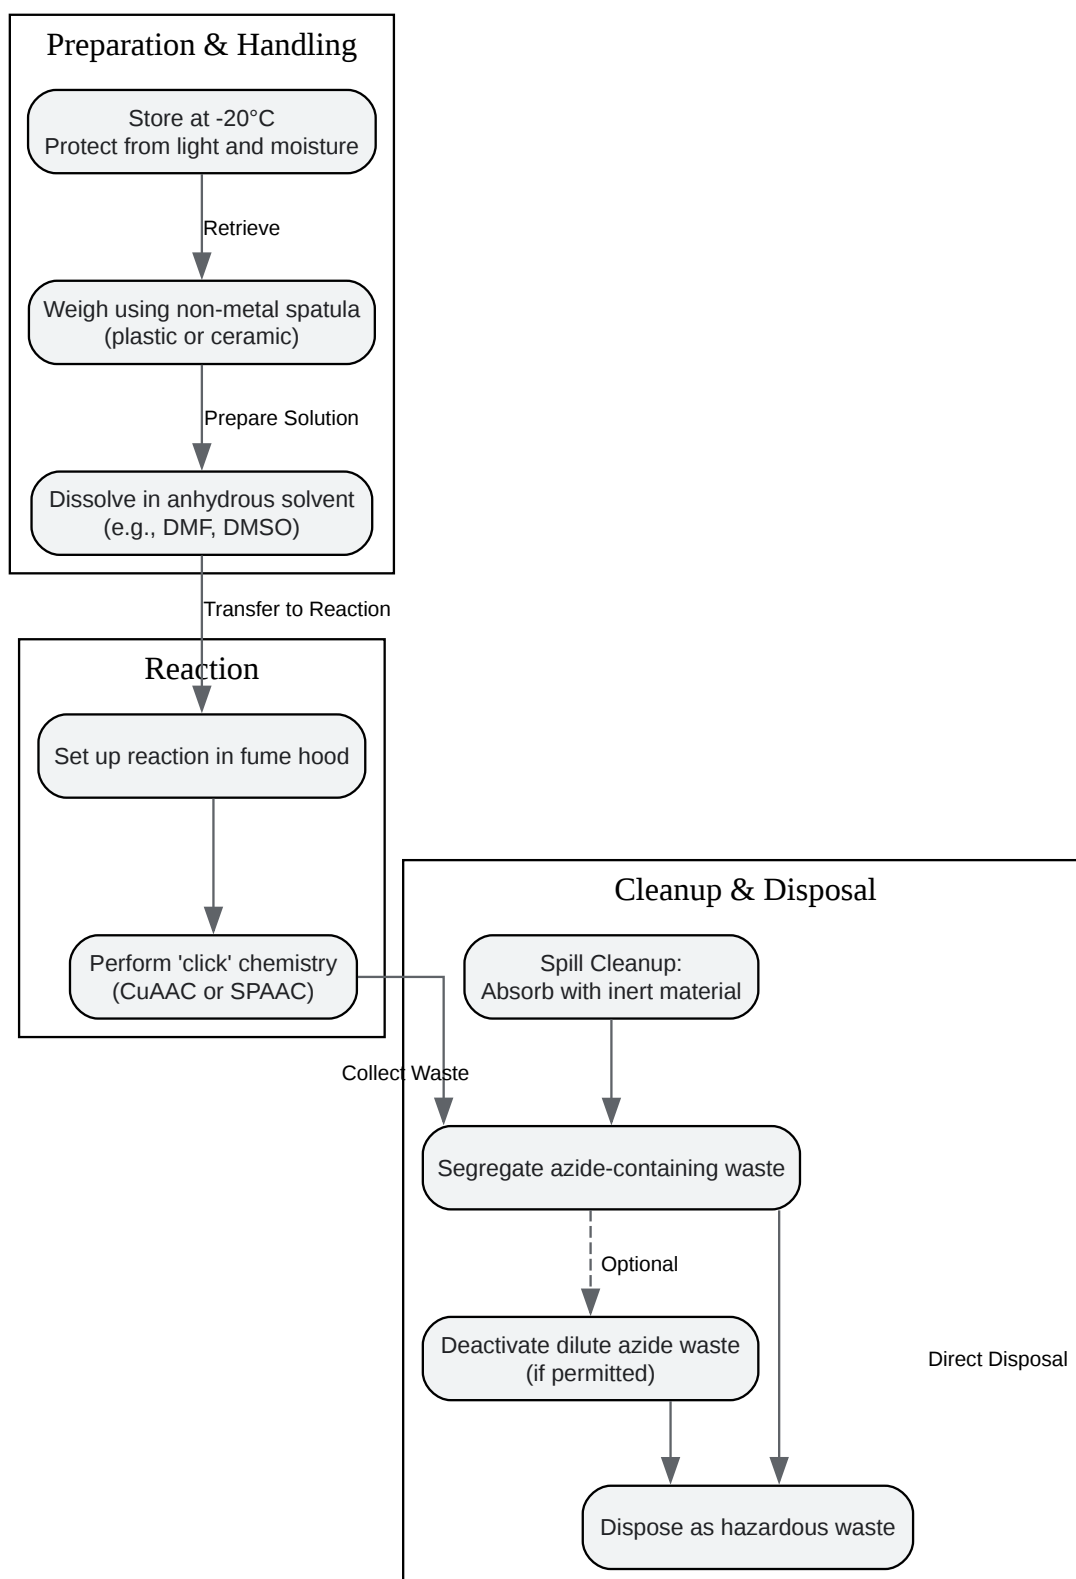 Preparation & Handling
Store at -20°C
Protect from light and moisture
Retrieve
Weigh using non-metal spatula
(plastic or ceramic)
Prepare Solution
Dissolve in anhydrous solvent
(e.g., DMF, DMSO)
Transfer to Reaction
Reaction
Set up reaction in fume hood
Perform 'click' chemistry
(CuAAC or SPAAC)
Cleanup & Disposal
Spill Cleanup:
Absorb with inert material
Collect Waste
Segregate azide-containing waste
Optional
Deactivate dilute azide waste
(if permitted)
Direct Disposal
Dispose as hazardous waste